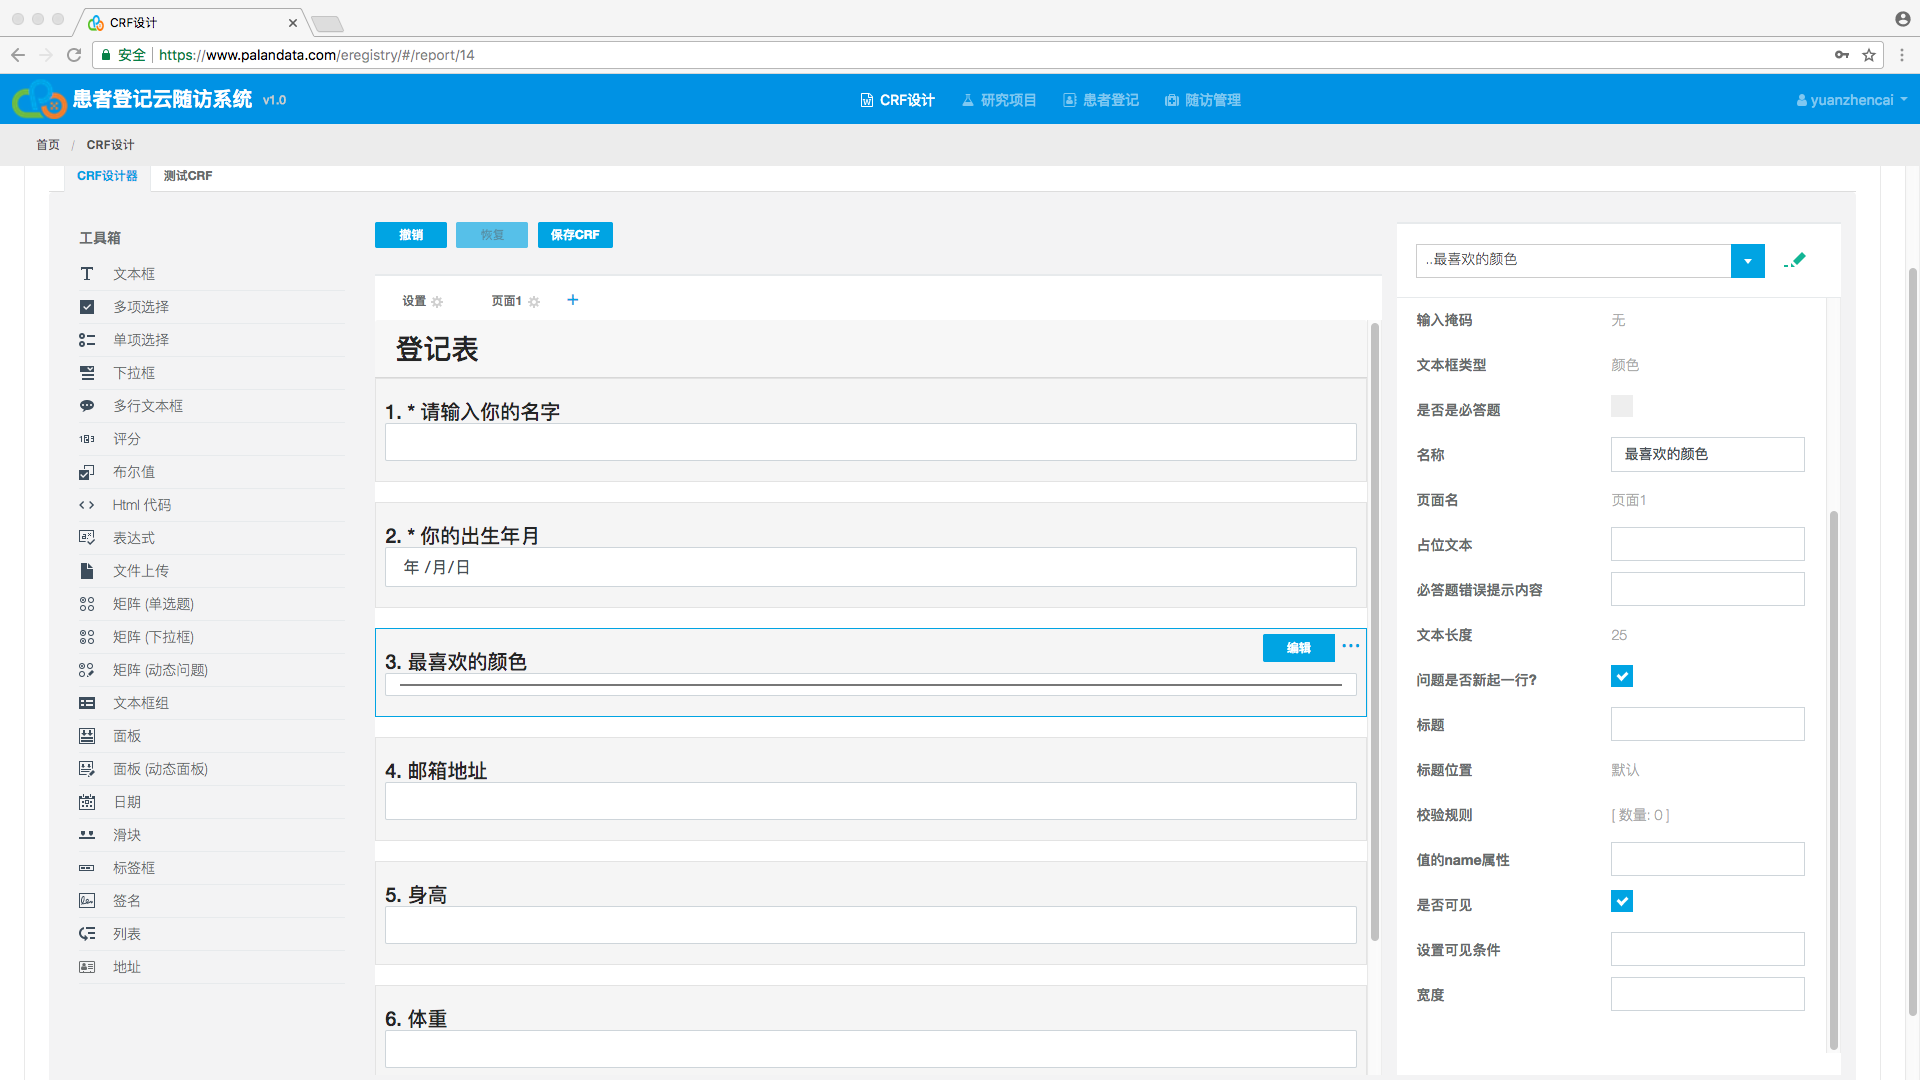 CRF设计
安全
https://www.palandata.com/eregistry/#/report/14
患者登记云随访系统 v1.0
CRF设计
研究项目
患者登记
随访管理
yuanzhencai
首页 / CRF设计
CRF设计器
测试CRF
工具箱
文本框
多项选择
单项选择
下拉框
多行文本框
评分
布尔值
Html 代码
表达式
文件上传
矩阵 (单选题)
矩阵 (下拉框)
矩阵 (动态问题)
文本框组
面板
面板 (动态面板)
日期
滑块
标签框
签名
列表
地址
撤销
恢复
保存CRF
设置
页面1
+
登记表
1. * 请输入你的名字
2. * 你的出生年月
年 /月/日
3. 最喜欢的颜色
编辑
...
4. 邮箱地址
5. 身高
6. 体重
..最喜欢的颜色
输入掩码 无
文本框类型 颜色
是否是必答题
名称 最喜欢的颜色
页面名 页面1
占位文本
必答题错误提示内容
文本长度 25
问题是否新起一行?
标题
标题位置 默认
校验规则 [ 数量: 0 ]
值的name属性
是否可见
设置可见条件
宽度